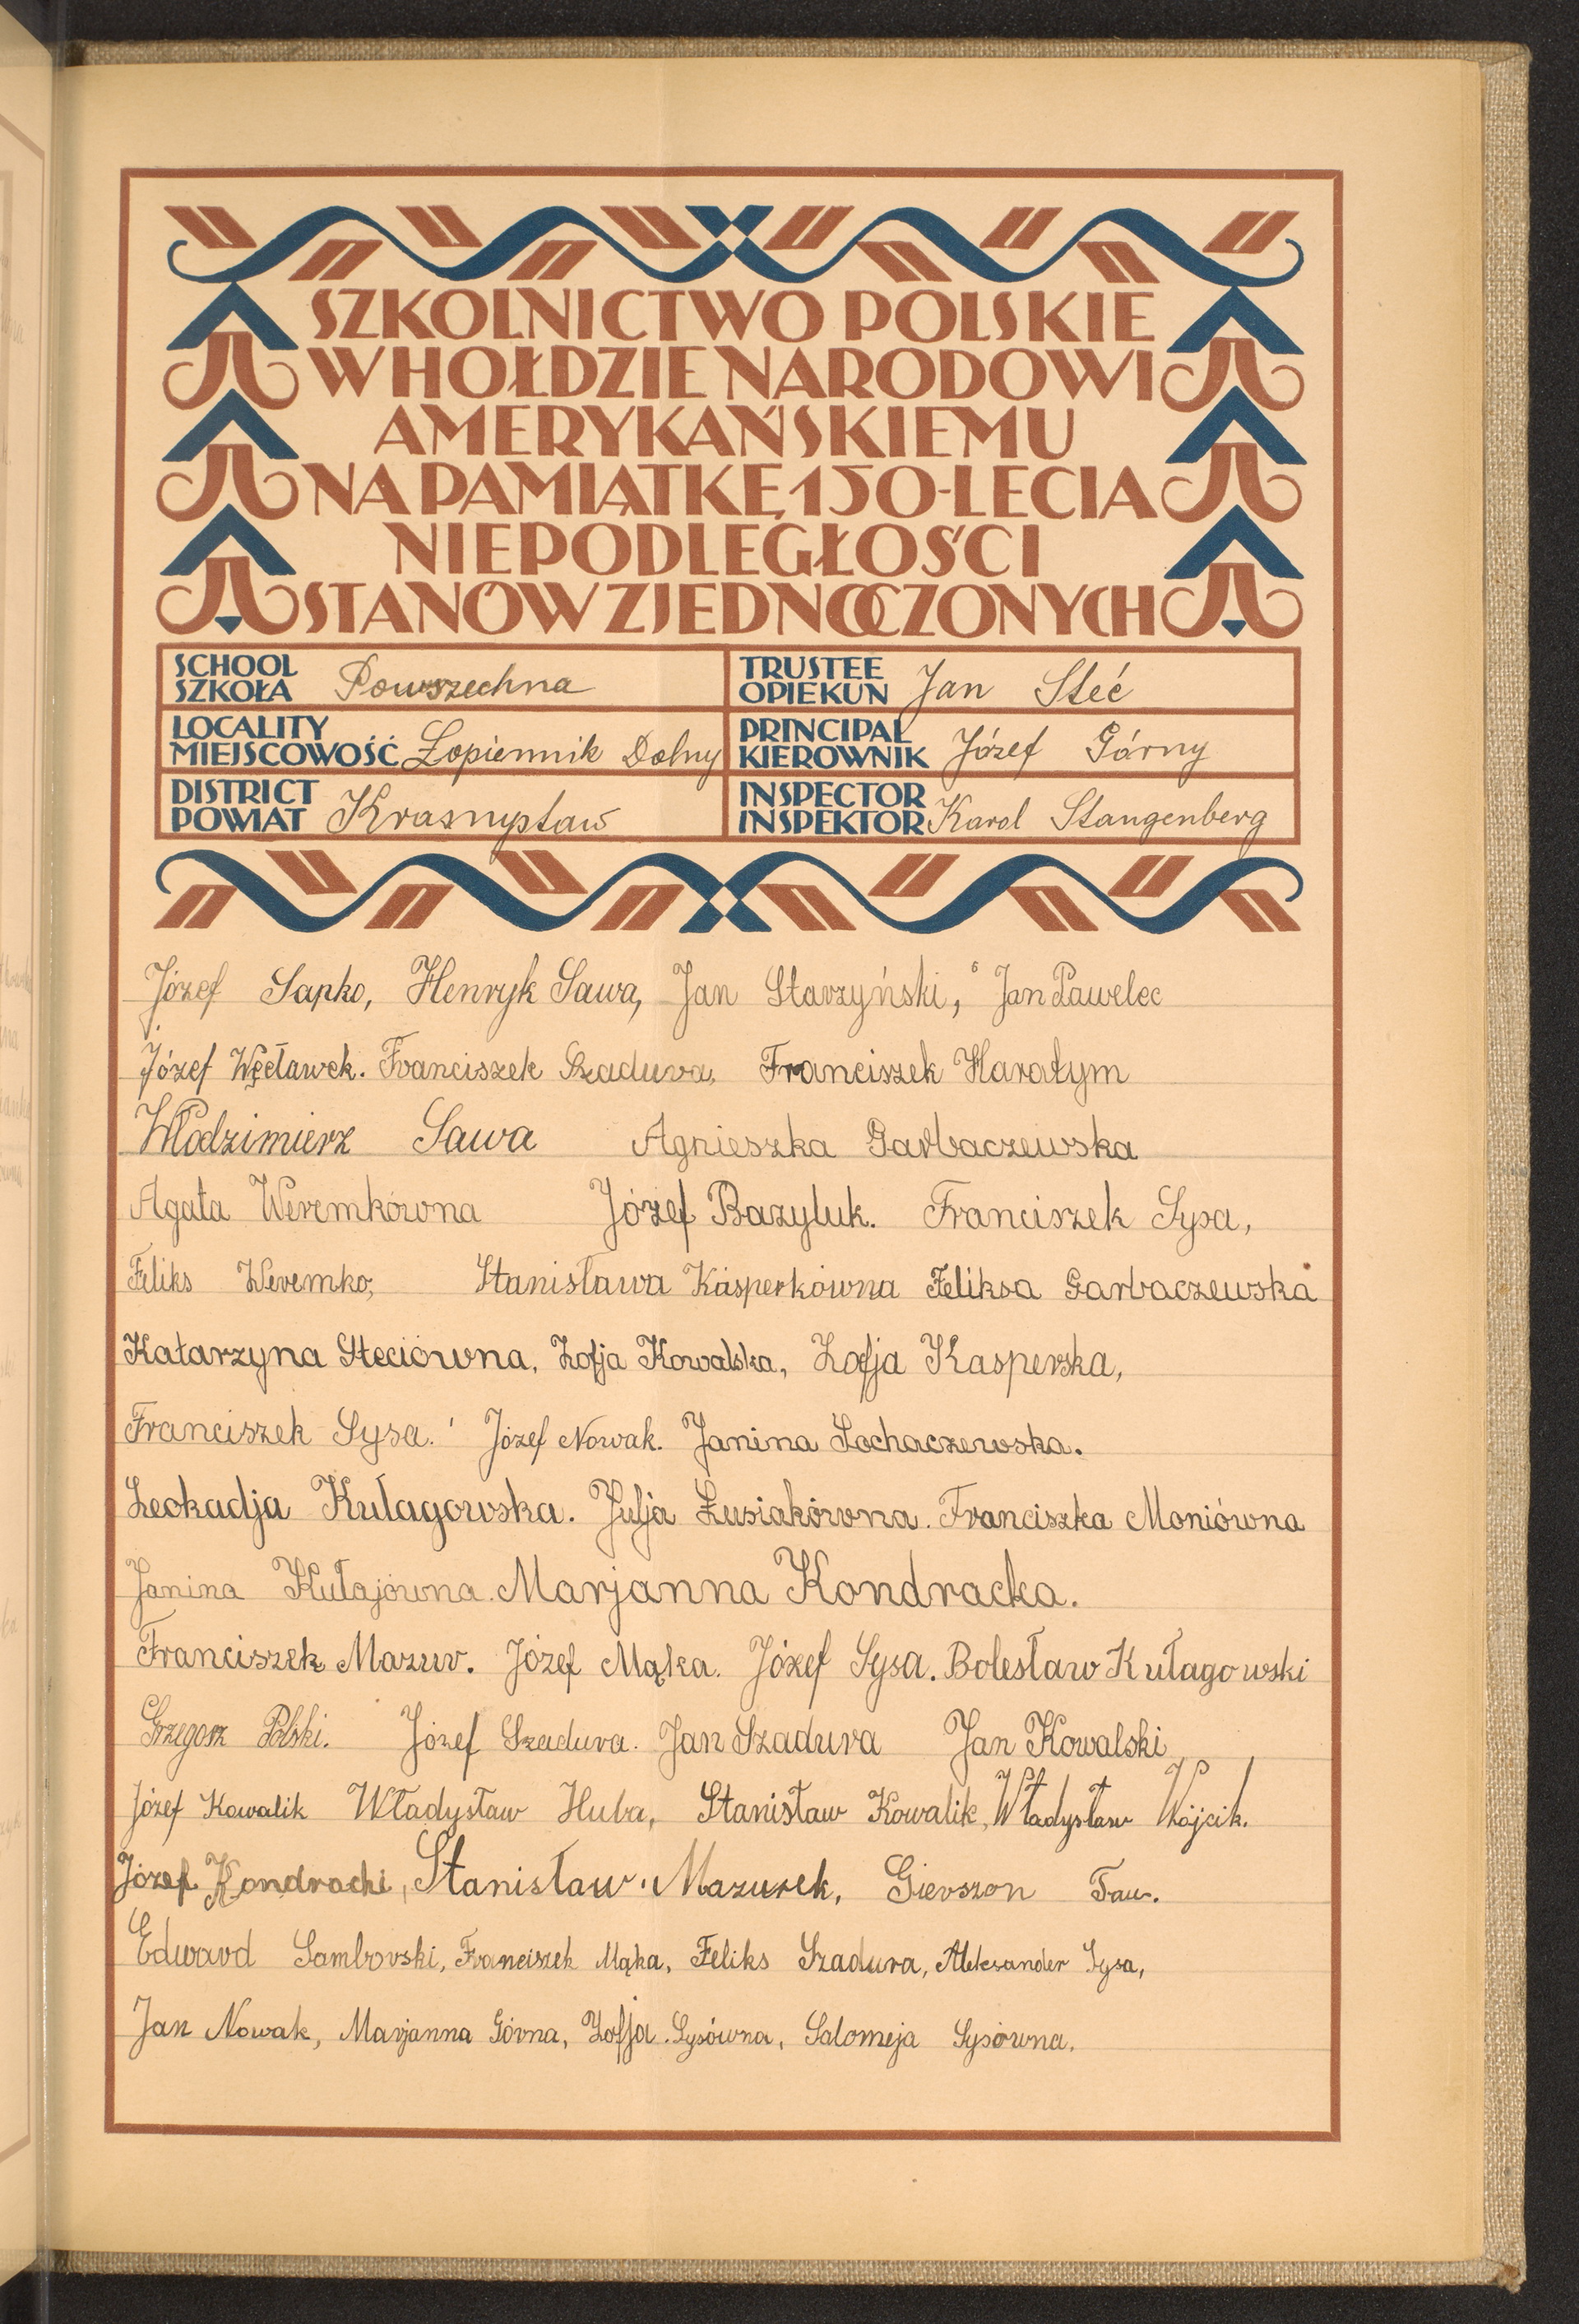 SZKOLNICTWO POLSKIE
W HOŁDZIE NARODOWI
AMERYKAŃSKIEMU
NA PAMIĄTKĘ 150-LECIA
NIEPODLEGŁOŚCI
STANÓW ZJEDNOCZONYCH
SCHOOL
SZKOŁA Powszechna
TRUSTEE
OPIEKUN Jan Steć
LOCALITY
MIEJSCOWOŚĆ Łopiennik Dolny
PRINCIPAL
KIEROWNIK Józef Górny
DISTRICT
POWIAT Krasnystaw
INSPECTOR
INSPEKTOR Karol Stangenberg
Józef Sapko, Henryk Sawa, Jan Starzyński, Jan Pawelec
Józef Węcławek. Franciszek Szadura, Franciszek Harałym
Włodzimierz Sawa Agnieszka Garbaczewska
Agata Weremkówna Józef Bazyluk. Franciszek Sysa,
Feliks Weremko, Stanisława Kasperkówna Feliksa Garbaczewska
Katarzyna Steciówna, Zofja Kowalska, Zofja Kasperska,
Franciszek Sysa. Józef Nowak. Janina Sochaczewska.
Leokadja Kułagowska. Julja Łusiakówna. Franciszka Moniówna
Janina Kułajówna. Marjanna Kondracka.
Franciszek Mazur. Józef Mąka. Józef Sysa. Bolesław Kułagowski
Grzegorz Polski. Józef Szadura. Jan Szadura Jan Kowalski
Józef Kowalik Władysław Huba, Stanisław Kowalik, Władysław Wójcik.
Józef Kondracki, Stanisław Mazurek, Gierszon Fau.
Edward Samborski, Franciszek Mąka, Feliks Szadura, Aleksander Sysa,
Jan Nowak, Marjanna Górna, Zofja Sysówna, Salomeja Sysówna.